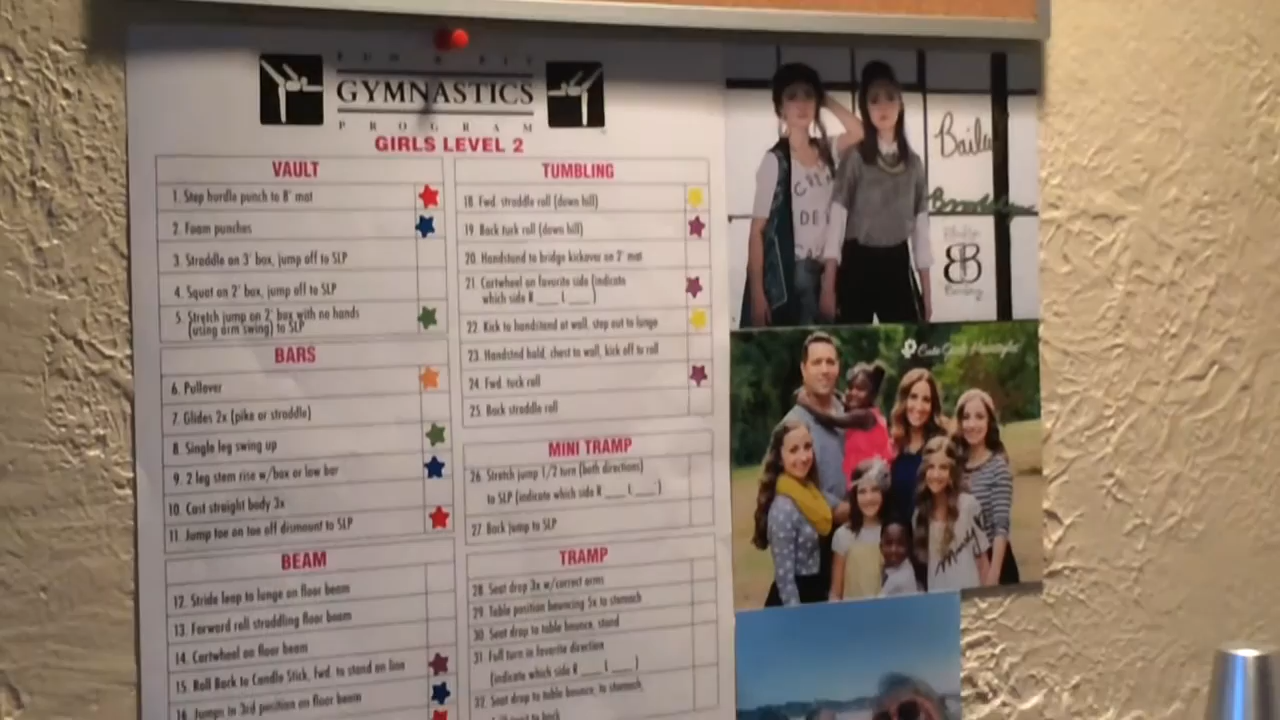 FUN & FIT
GYMNASTICS
PROGRAM
GIRLS LEVEL 2
VAULT
1. Step hurdle punch to 8" mat
2. Foam punches
3. Straddle on 3' box, jump off to SLP
4. Squat on 2' box, jump off to SLP
5. Stretch jump on 2' box with no hands
(using arm swing) to SLP
BARS
6. Pullover
7. Glides 2x (pike or straddle)
8. Single leg swing up
9. 2 leg stem rise w/box or low bar
10. Cast straight body 3x
11. Jump toe on toe off dismount to SLP
BEAM
12. Stride leap to lunge on floor beam
13. Forward roll straddling floor beam
14. Cartwheel on floor beam
15. Roll Back to Candle Stick, Fwd. to stand on line
16. Jumps in 3rd position on floor beam
TUMBLING
18. Fwd. straddle roll (down hill)
19. Back tuck roll (down hill)
20. Handstand to bridge kickover on 2' mat
21. Cartwheel on favorite side (indicate
which side R ___ L ___ )
22. Kick to handstand at wall, step out to lunge
23. Handstnd hold, chest to wall, kick off to roll
24. Fwd. tuck roll
25. Back straddle roll
MINI TRAMP
26. Stretch jump 1/2 turn (both directions)
to SLP (indicate which side R ___ L ___ )
27. Back jump to SLP
TRAMP
28. Seat drop 3x w/correct arms
29. Table position bouncing 5x to stomach
30. Seat drop to table bounce, stand
31. Full turn in favorite direction
(indicate which side R ___ L ___ )
32. Seat drop to table bounce, to stomach
Bailey
Brooklyn
BB
Cute Girls Hairstyles
Mindy